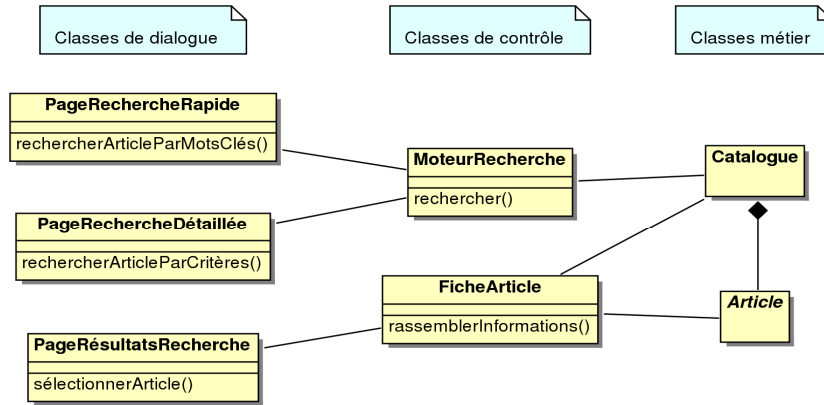 Classes de dialogue
Classes de contrôle
Classes métier
PageRechercheRapide
rechercherArticleParMotsClés()
MoteurRecherche
rechercher()
Catalogue
PageRechercheDétaillée
rechercherArticleParCritères()
FicheArticle
rassemblerInformations()
Article
PageRésultatsRecherche
sélectionnerArticle()